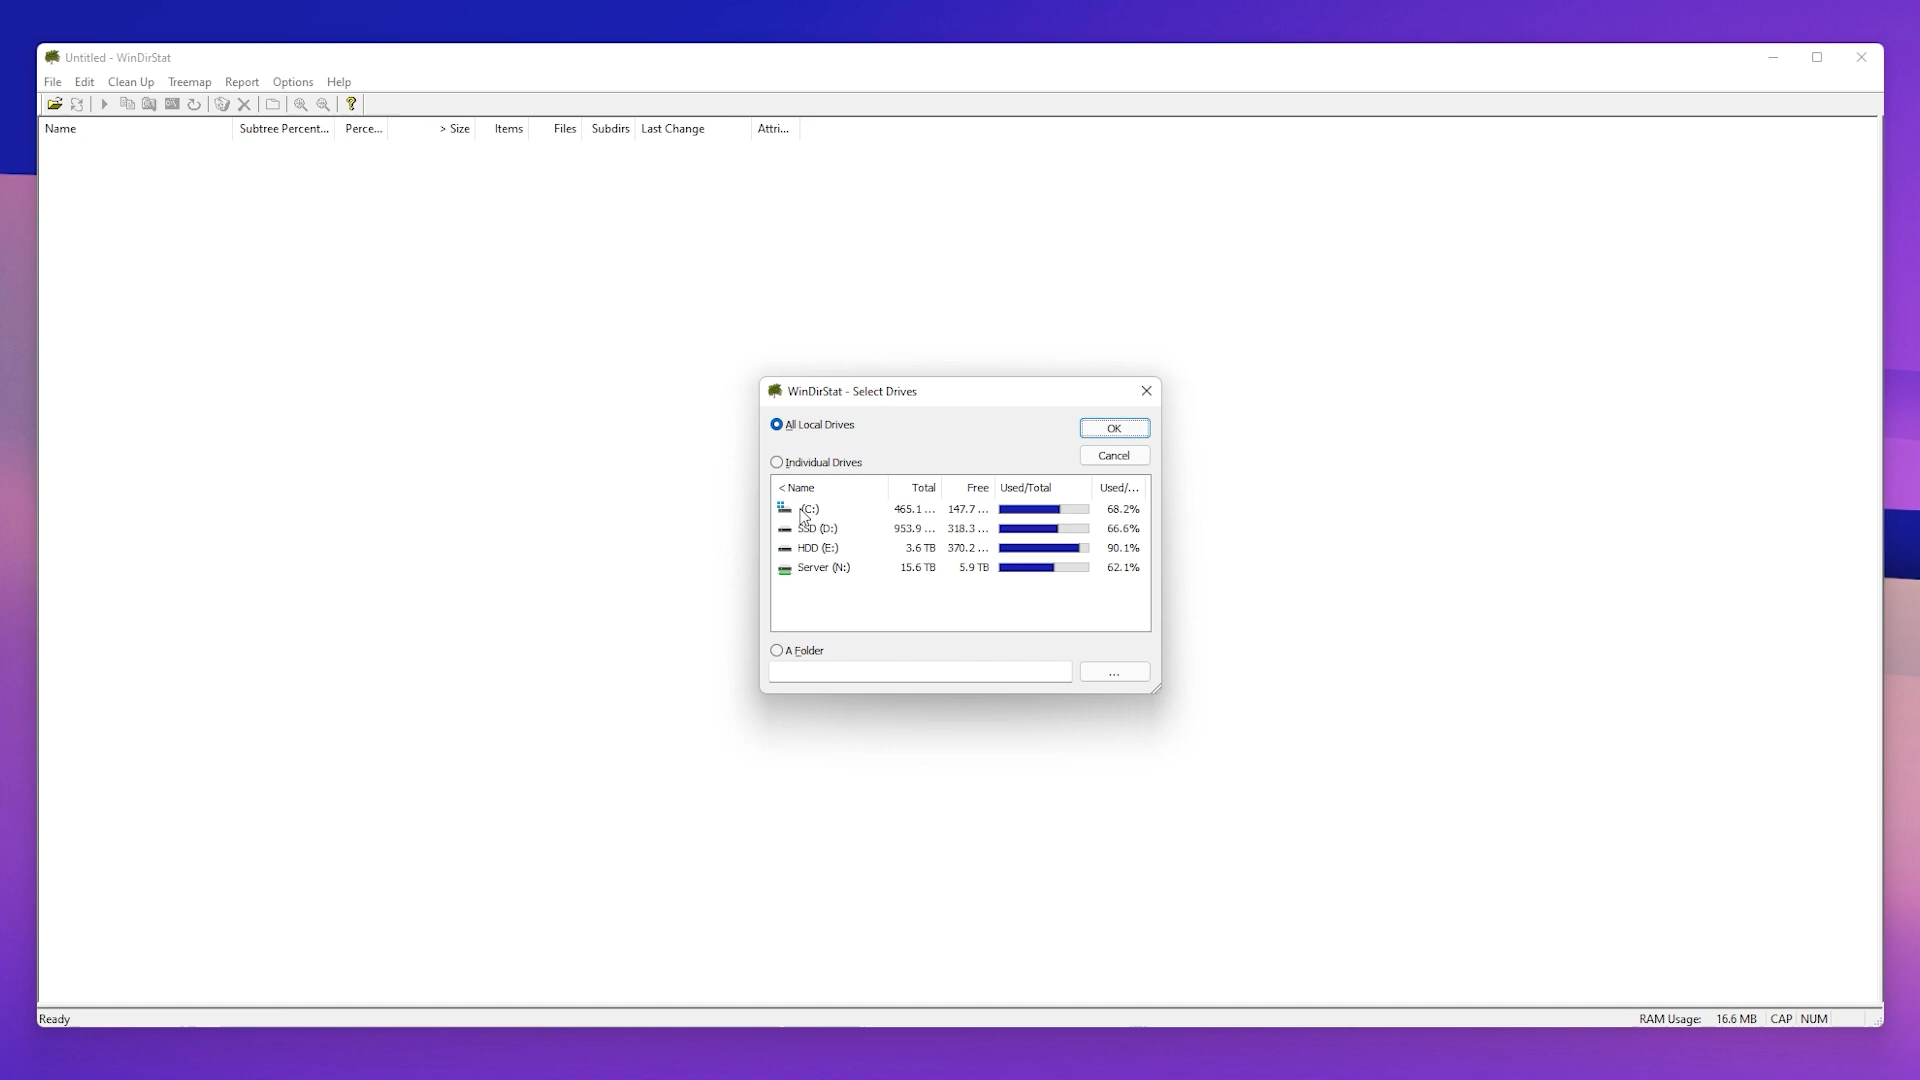 Untitled - WinDirStat
File Edit Clean Up Treemap Report Options Help
Name Subtree Percent... Perce... > Size Items Files Subdirs Last Change Attri...
WinDirStat - Select Drives
All Local Drives
OK
Cancel
Individual Drives
< Name Total Free Used/Total Used/...
(C:) 465.1 ... 147.7 ... 68.2%
SSD (D:) 953.9 ... 318.3 ... 66.6%
HDD (E:) 3.6 TB 370.2 ... 90.1%
Server (N:) 15.6 TB 5.9 TB 62.1%
A Folder
...
Ready RAM Usage: 16.6 MB CAP NUM